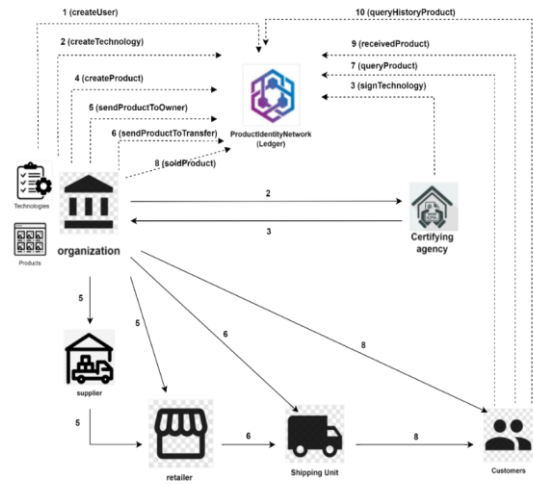 1 (createUser)
10 (queryHistoryProduct)
2 (createTechnology)
9 (receivedProduct)
7 (queryProduct)
4 (createProduct)
3 (signTechnology)
5 (sendProductToOwner)
6 (sendProductToTransfer)
ProductIdentityNetwork
(Ledger)
8 (soldProduct)
Technologies
2
3
Certifying
agency
organization
Products
5
5
6
8
supplier
5
6
8
retailer
Shipping Unit
Customers